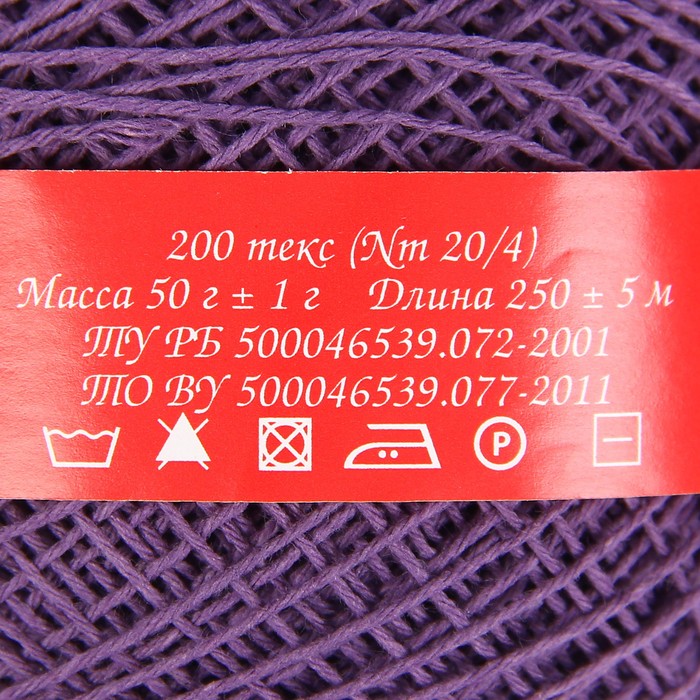 200 текс (Nm 20/4)
Масса 50 г ± 1 г Длина 250 ± 5 м
ТУ РБ 500046539.072-2001
ТО BY 500046539.077-2011
P